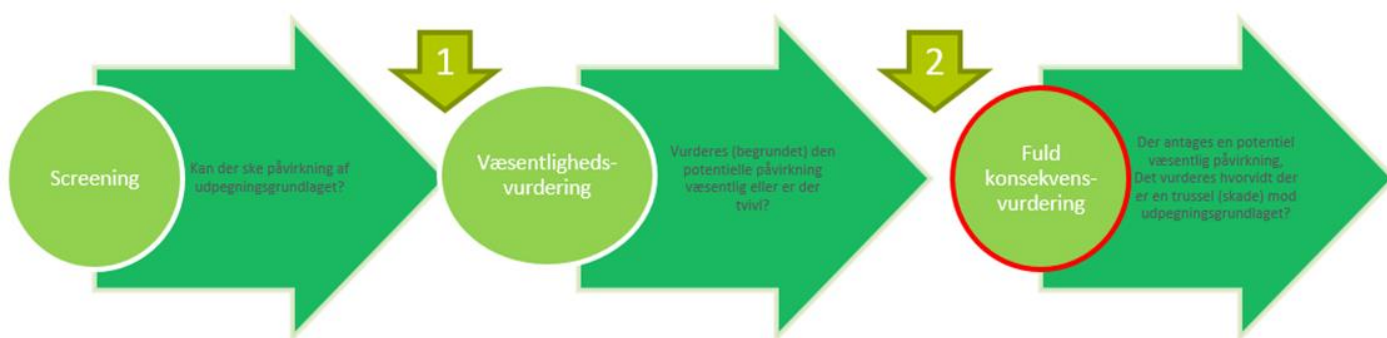 Screening
Kan der ske påvirkning af
udpegningsgrundlaget?
1
Væsentligheds-
vurdering
Vurderes (begrundet) den
potentielle påvirkning
væsentlig eller er der
tvivl?
2
Fuld
konsekvens-
vurdering
Der antages en potentiel
væsentlig påvirkning,
Det vurderes hvorvidt der
er en trussel (skade) mod
udpegningsgrundlaget?